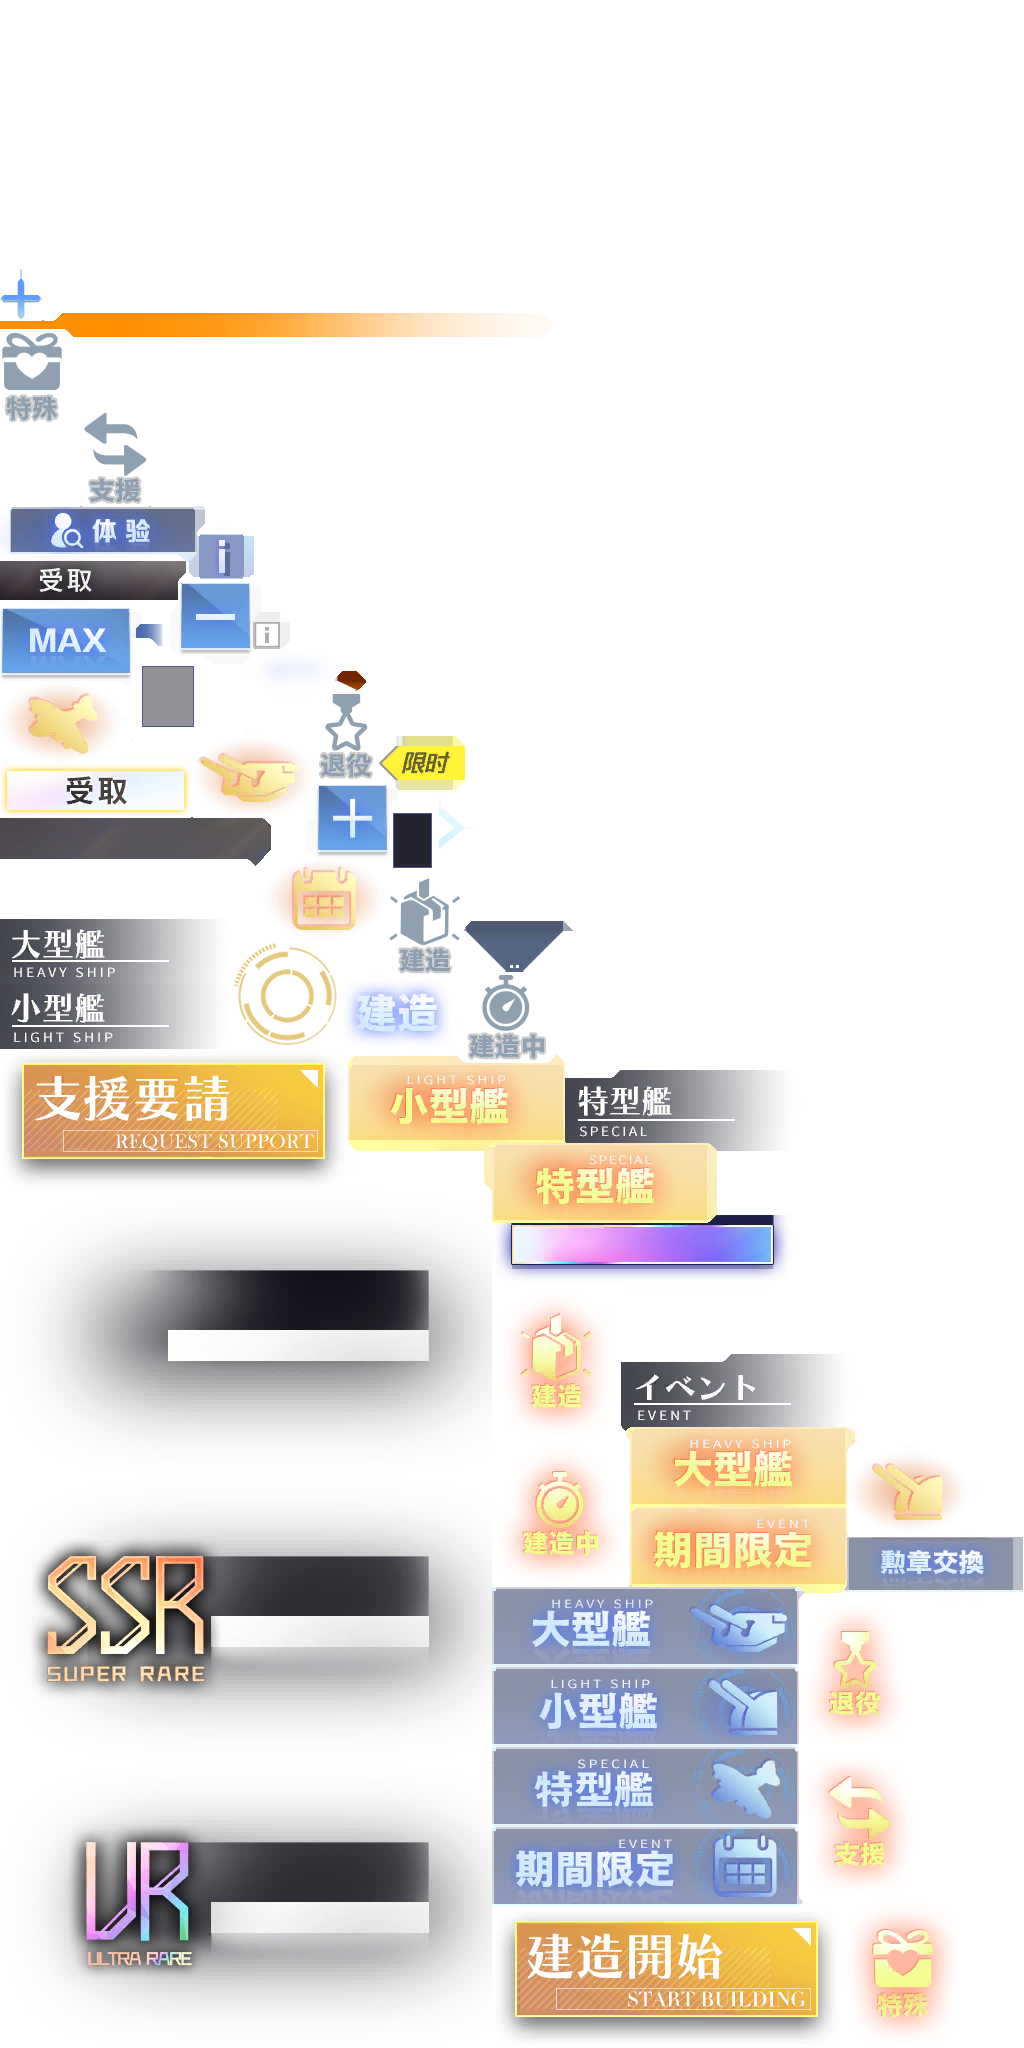 特殊
支援
体验
受取
MAX
退役
限时
受取
建造
大型艦
HEAVY SHIP
小型艦
LIGHT SHIP
建造
建造中
支援要請
REQUEST SUPPORT
LIGHT SHIP
小型艦
特型艦
SPECIAL
SPECIAL
特型艦
建造
イベント
EVENT
HEAVY SHIP
大型艦
建造中
EVENT
期間限定
勲章交換
SSR
SUPER RARE
HEAVY SHIP
大型艦
LIGHT SHIP
小型艦
退役
SPECIAL
特型艦
支援
EVENT
期間限定
UR
ULTRA RARE
建造開始
START BUILDING
特殊